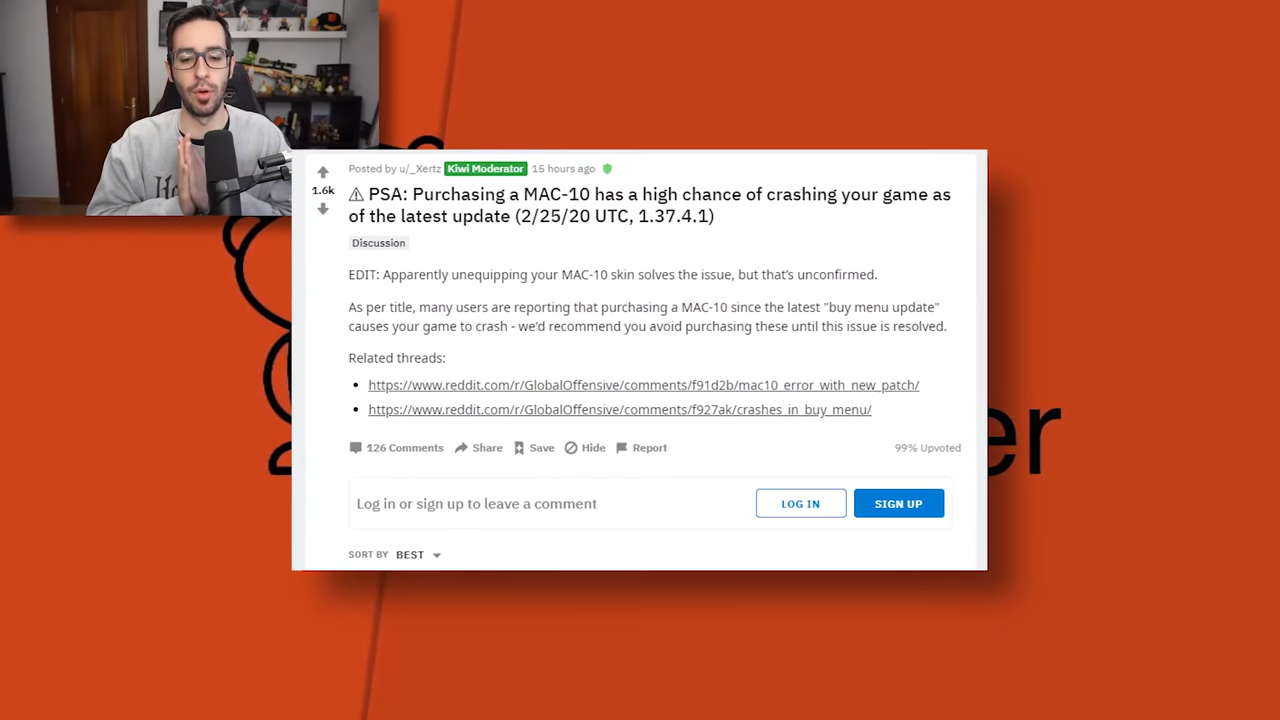 Posted by u/_Xertz Kiwi Moderator 15 hours ago
1.6k
⚠ PSA: Purchasing a MAC-10 has a high chance of crashing your game as
of the latest update (2/25/20 UTC, 1.37.4.1)
Discussion
EDIT: Apparently unequipping your MAC-10 skin solves the issue, but that's unconfirmed.
As per title, many users are reporting that purchasing a MAC-10 since the latest "buy menu update"
causes your game to crash - we'd recommend you avoid purchasing these until this issue is resolved.
Related threads:
• https://www.reddit.com/r/GlobalOffensive/comments/f91d2b/mac10_error_with_new_patch/
• https://www.reddit.com/r/GlobalOffensive/comments/f927ak/crashes_in_buy_menu/
er
126 Comments Share Save Hide Report 99% Upvoted
Log in or sign up to leave a comment LOG IN SIGN UP
SORT BY BEST